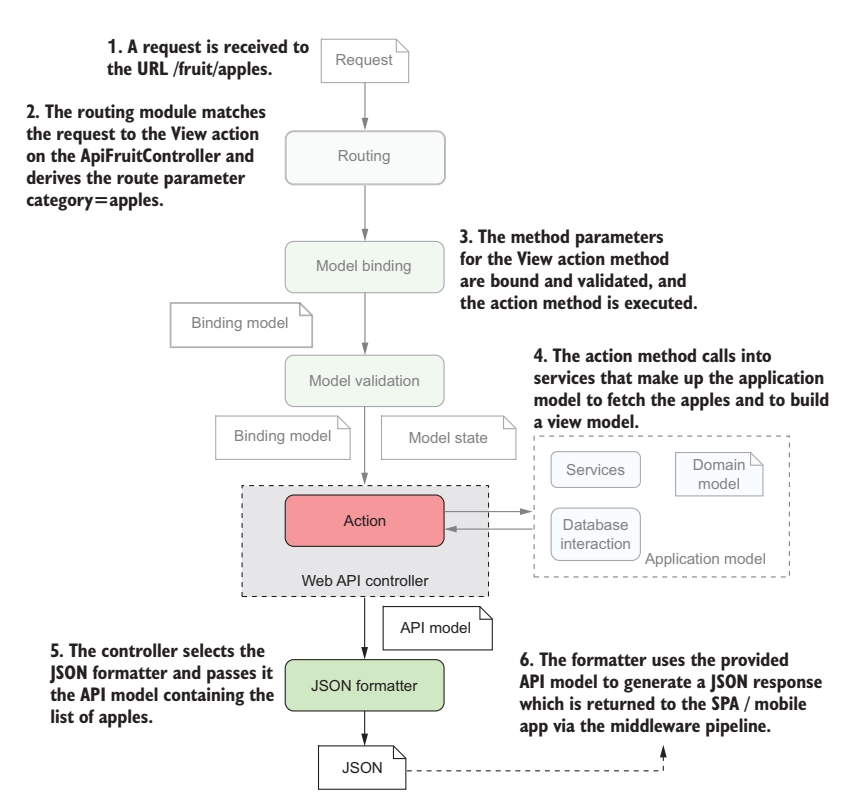 1. A request is received to
the URL /fruit/apples.
Request
2. The routing module matches
the request to the View action
on the ApiFruitController and
derives the route parameter
category=apples.
Routing
3. The method parameters
for the View action method
are bound and validated, and
the action method is executed.
Model binding
Binding model
4. The action method calls into
services that make up the application
model to fetch the apples and to build
a view model.
Model validation
Binding model
Model state
Services
Domain
model
Action
Database
interaction
Application model
Web API controller
API model
5. The controller selects the
JSON formatter and passes it
the API model containing the
list of apples.
JSON formatter
6. The formatter uses the provided
API model to generate a JSON response
which is returned to the SPA / mobile
app via the middleware pipeline.
JSON